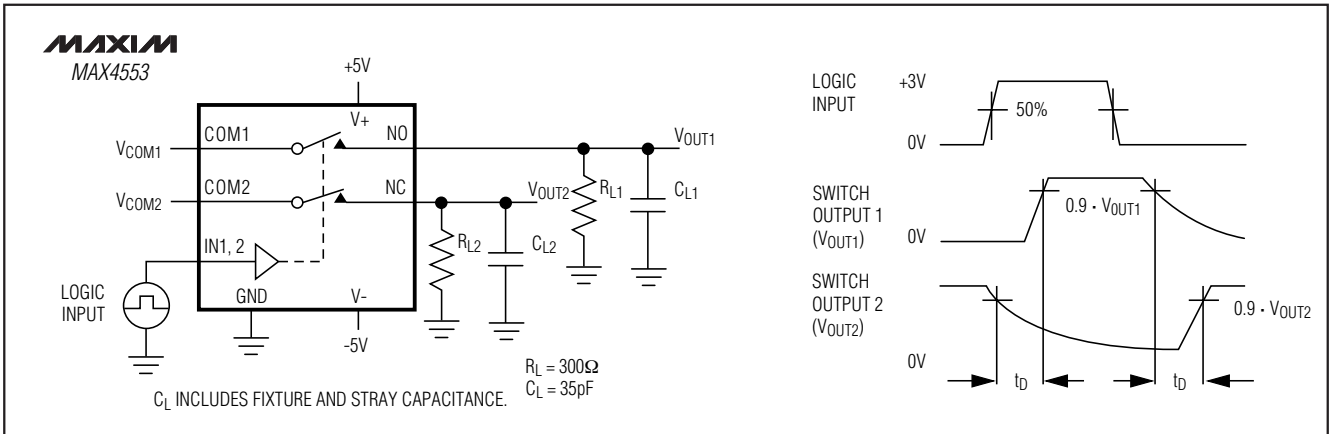 MAXIM
MAX4553
+5V
V+
COM1
NO
VCOM1
VOUT1
COM2
NC
VCOM2
VOUT2
RL1
CL1
RL2
CL2
IN1, 2
LOGIC
INPUT
GND
V-
-5V
RL = 300Ω
CL = 35pF
CL INCLUDES FIXTURE AND STRAY CAPACITANCE.
LOGIC
INPUT
+3V
50%
0V
SWITCH
OUTPUT 1
(VOUT1)
0.9 · VOUT1
0V
SWITCH
OUTPUT 2
(VOUT2)
0.9 · VOUT2
0V
tD
tD